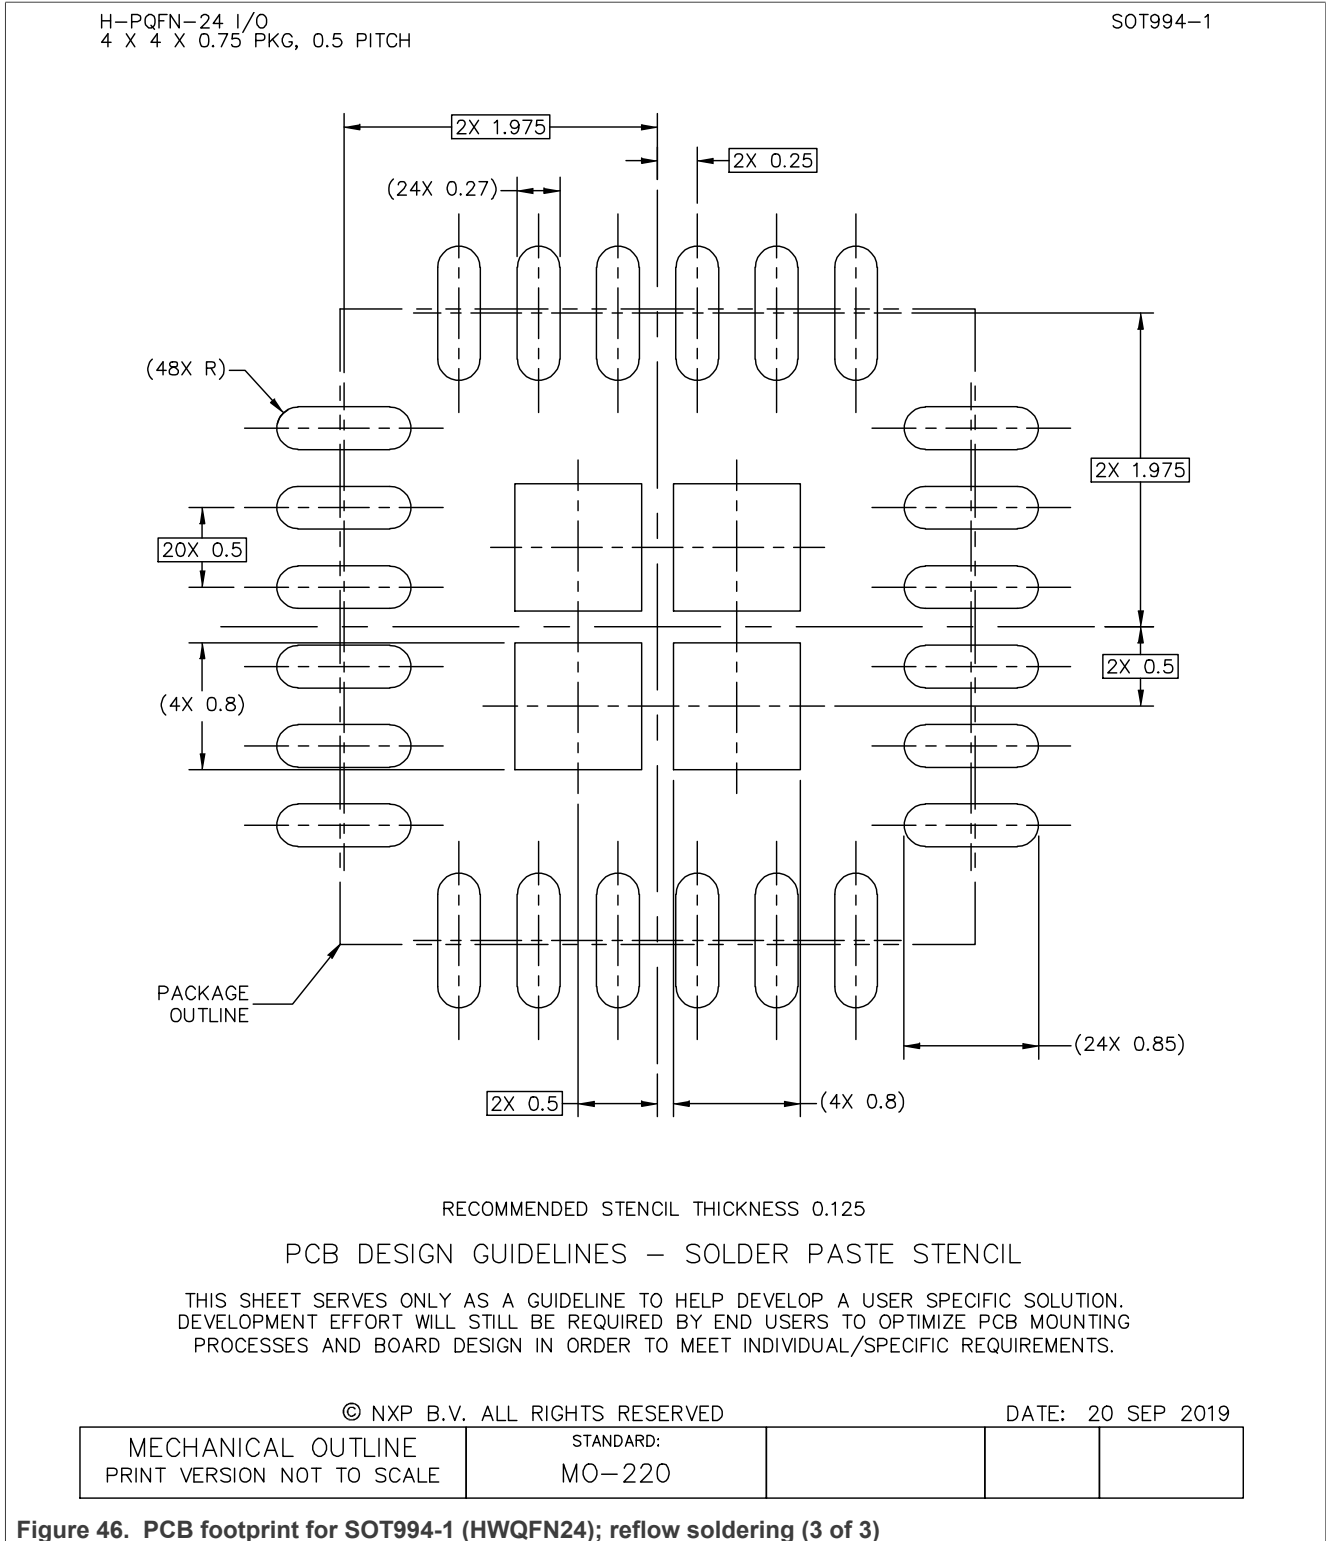 H-PQFN-24 I/O
4 X 4 X 0.75 PKG, 0.5 PITCH
SOT994-1
2X 1.975
2X 0.25
(24X 0.27)
(48X R)
2X 1.975
20X 0.5
2X 0.5
(4X 0.8)
PACKAGE
OUTLINE
(24X 0.85)
2X 0.5
(4X 0.8)
RECOMMENDED STENCIL THICKNESS 0.125
PCB DESIGN GUIDELINES – SOLDER PASTE STENCIL
THIS SHEET SERVES ONLY AS A GUIDELINE TO HELP DEVELOP A USER SPECIFIC SOLUTION.
DEVELOPMENT EFFORT WILL STILL BE REQUIRED BY END USERS TO OPTIMIZE PCB MOUNTING
PROCESSES AND BOARD DESIGN IN ORDER TO MEET INDIVIDUAL/SPECIFIC REQUIREMENTS.
© NXP B.V. ALL RIGHTS RESERVED
DATE: 20 SEP 2019
MECHANICAL OUTLINE
PRINT VERSION NOT TO SCALE
STANDARD:
MO-220
Figure 46. PCB footprint for SOT994-1 (HWQFN24); reflow soldering (3 of 3)